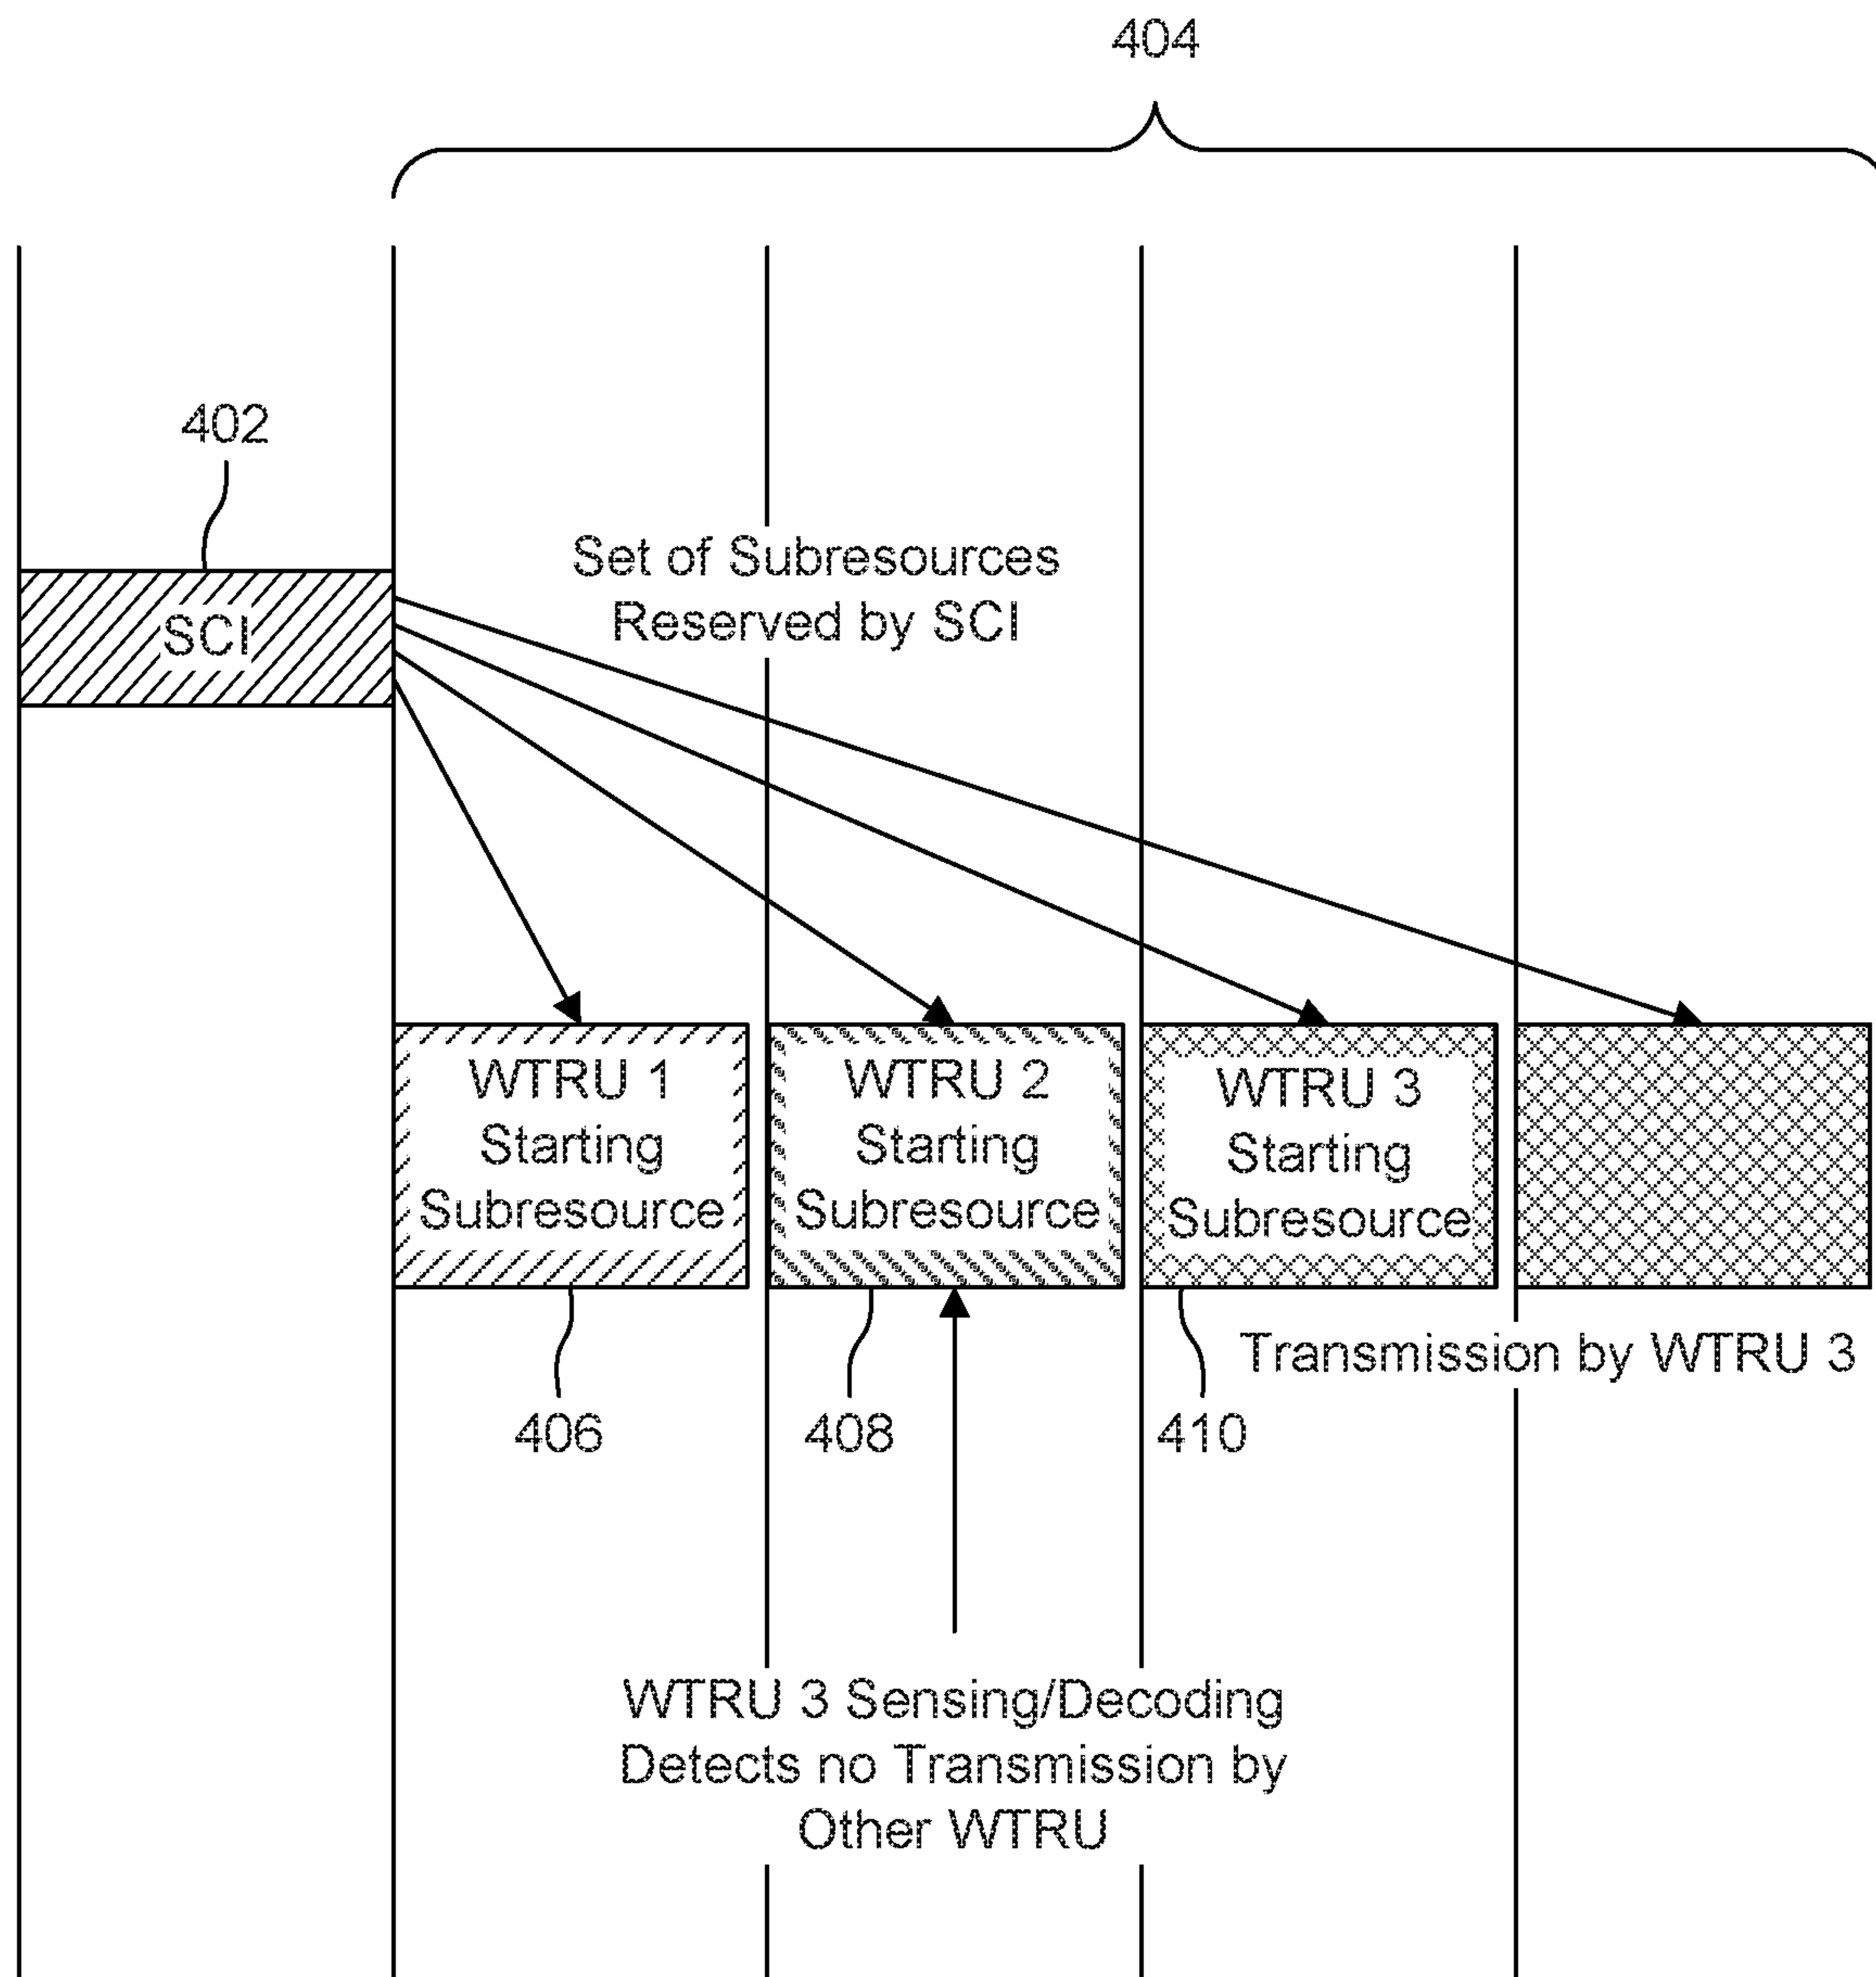 404
402
Set of Subresources
Reserved by SCI
SCI
WTRU 1
Starting
Subresource
WTRU 2
Starting
Subresource
WTRU 3
Starting
Subresource
Transmission by WTRU 3
406
408
410
WTRU 3 Sensing/Decoding
Detects no Transmission by
Other WTRU